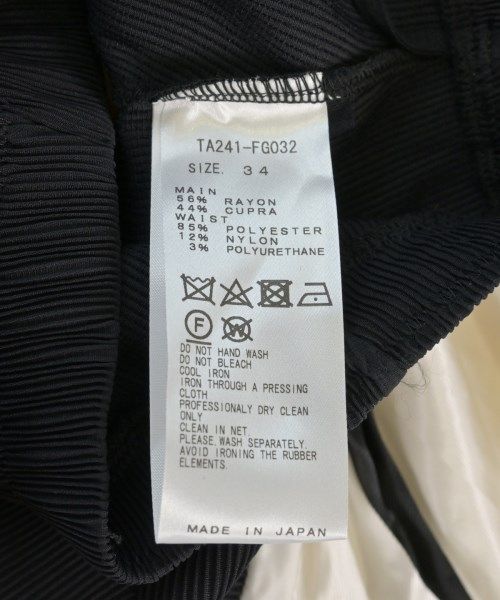 TA241-FG032
SIZE. 34
MAIN
56% RAYON
44% CUPRA
WAIST
85% POLYESTER
12% NYLON
3% POLYURETHANE
F W
DO NOT HAND WASH
DO NOT BLEACH
COOL IRON
IRON THROUGH A PRESSING
CLOTH
PROFESSIONALY DRY CLEAN
ONLY
CLEAN IN NET.
PLEASE WASH SEPARATELY.
AVOID IRONING THE RUBBER
ELEMENTS.
MADE IN JAPAN